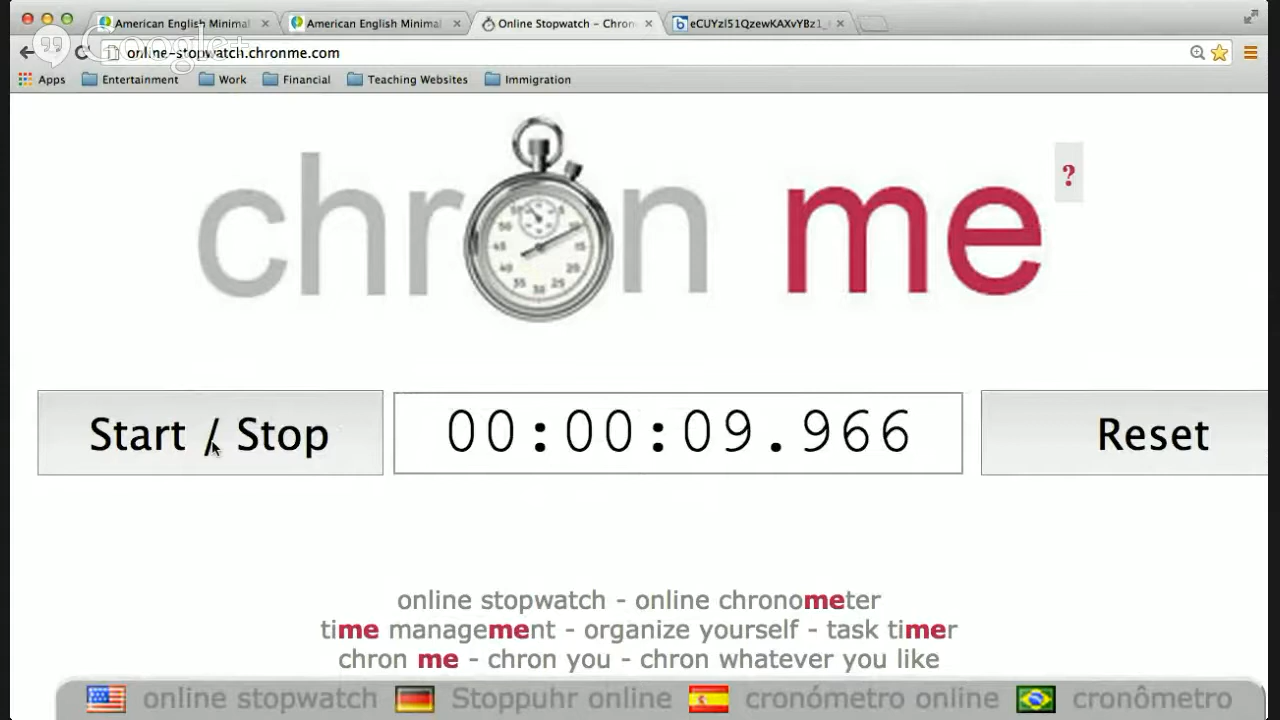 American English Minimal
American English Minimal
Online Stopwatch – Chron
eCUYzI51QzewKAXvYBz1_
Google+
online-stopwatch.chronme.com
Apps
Entertainment
Work
Financial
Teaching Websites
Immigration
chron me
?
Start / Stop
00:00:09.966
Reset
online stopwatch - online chronometer
time management - organize yourself - task timer
chron me - chron you - chron whatever you like
online stopwatch
Stoppuhr online
cronómetro online
cronômetro